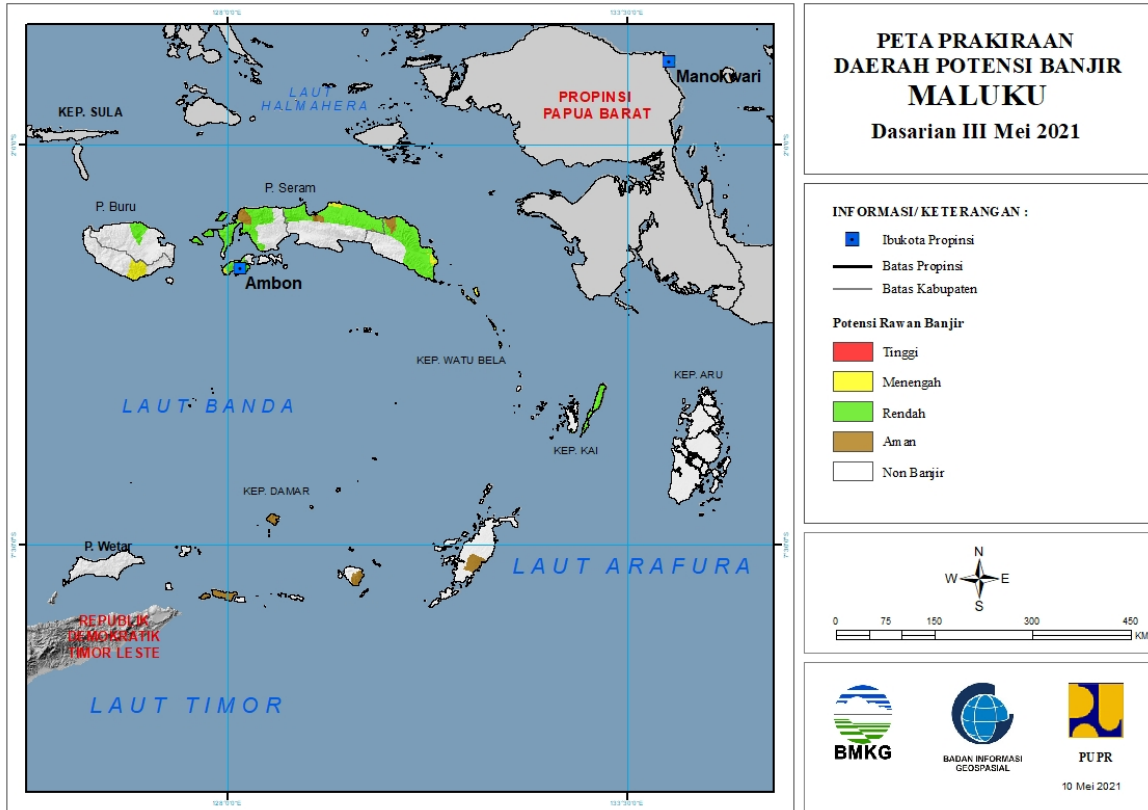 PETA PRAKIRAAN
DAERAH POTENSI BANJIR
MALUKU
Dasarian III Mei 2021
INFORMASI/ KETERANGAN :
Ibukota Propinsi
Batas Propinsi
Batas Kabupaten
Potensi Rawan Banjir
Tinggi
Menengah
Rendah
Aman
Non Banjir
N
W E
S
0 75 150 300 450
KM
BMKG
BADAN INFORMASI
GEOSPASIAL
PUPR
10 Mei 2021
Manokwari
LAUT
HALMAHERA
PROPINSI
PAPUA BARAT
KEP. SULA
P. Seram
P. Buru
Ambon
KEP. WATU BELA
KEP. ARU
LAUT BANDA
KEP. KAI
KEP. DAMAR
P. Wetar
LAUT ARAFURA
REPUBLIK
DEMOKRATIK
TIMOR LESTE
LAUT TIMOR